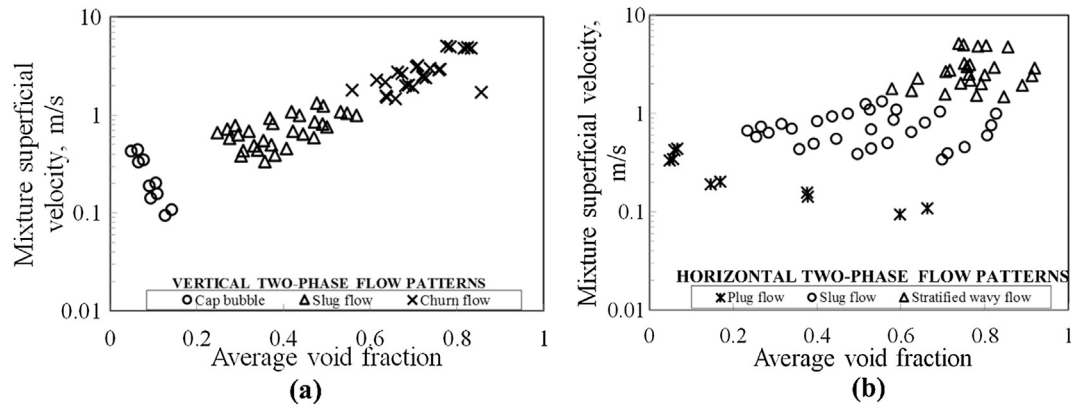 10
1
0.1
0.01
Mixture superficial
velocity, m/s
VERTICAL TWO-PHASE FLOW PATTERNS
Cap bubble Slug flow Churn flow
0 0.2 0.4 0.6 0.8 1
Average void fraction
(a)
10
1
0.1
0.01
Mixture superficial velocity,
m/s
HORIZONTAL TWO-PHASE FLOW PATTERNS
Plug flow Slug flow Stratified wavy flow
0 0.2 0.4 0.6 0.8 1
Average void fraction
(b)